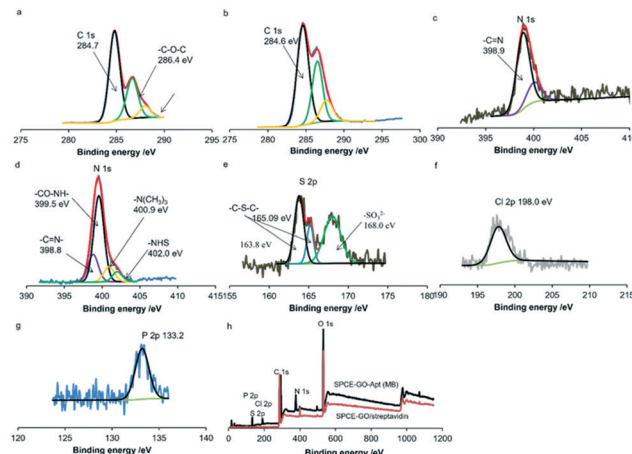 a
C 1s
284.7
-C-O-C
286.4 eV
275 280 285 290 295
Binding energy /eV
b
C 1s
284.6 eV
270 275 280 285 290 295 300
Binding energy /eV
c
N 1s
-C=N
398.9
390 395 400 405
Binding energy /eV
d
N 1s
-CO-NH-
399.5 eV
-C=N-
398.8
-N(CH3)3
400.9 eV
-NHS
402.0 eV
390 395 400 405 410 415
Binding energy /eV
e
S 2p
-C-S-C-
165.09 eV
163.8 eV
-SO3²⁻
168.0 eV
155 160 165 170 175 180
Binding energy /eV
f
Cl 2p 198.0 eV
190 195 200 205 210 215
Binding energy /eV
g
P 2p 133.2
120 125 130 135 140
Binding energy /eV
h
O 1s
C 1s
N 1s
P 2p
Cl 2p
S 2p
SPCE-GO-Apt (MB)
SPCE-GO/streptavidin
0 200 400 600 800 1000 1200
Binding energy /eV